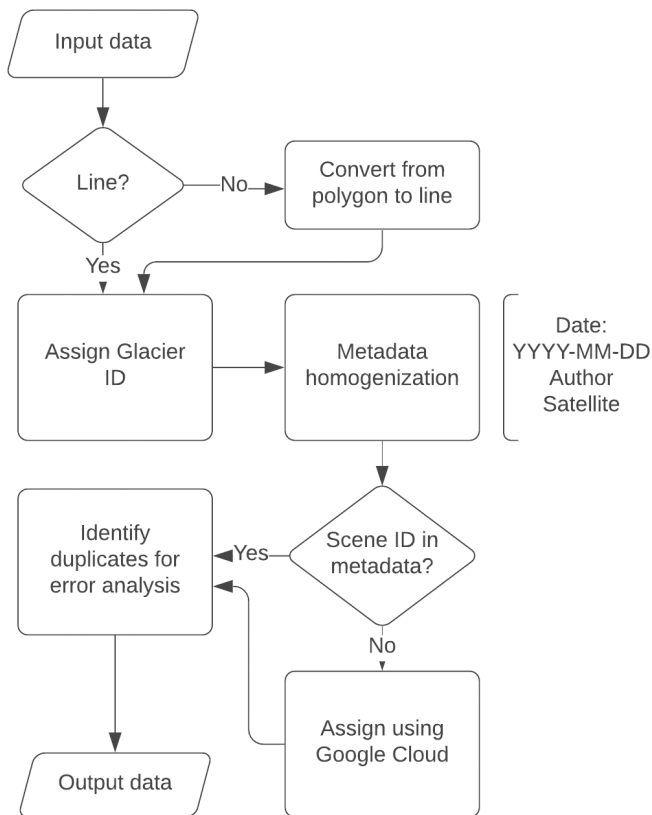 Input data
Line?
No
Convert from
polygon to line
Yes
Assign Glacier
ID
Metadata
homogenization
Date:
YYYY-MM-DD
Author
Satellite
Identify
duplicates for
error analysis
Yes
Scene ID in
metadata?
No
Assign using
Google Cloud
Output data